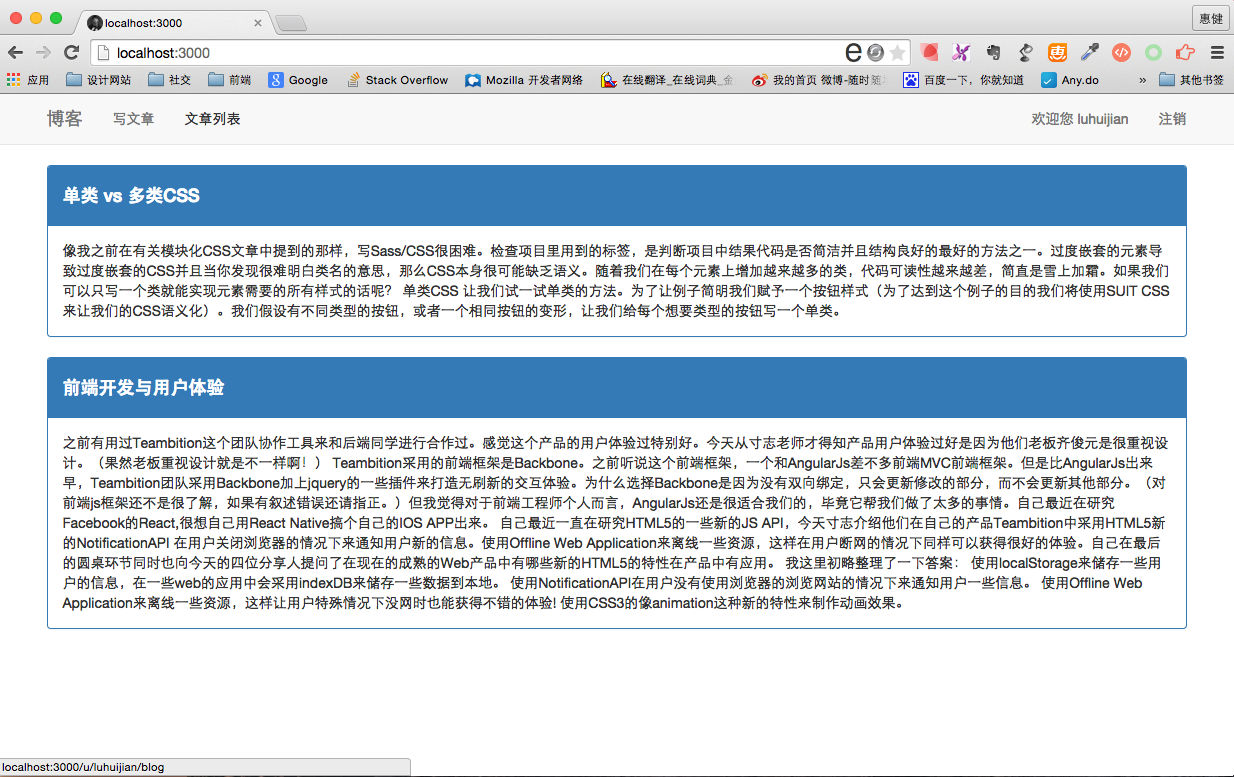 localhost:3000
惠健
localhost:3000
应用 设计网站 社交 前端 Google Stack Overflow Mozilla 开发者网络 在线翻译_在线词典_金 我的首页 微博-随时随 百度一下，你就知道 Any.do » 其他书签
博客 写文章 文章列表 欢迎您 luhuijian 注销
单类 vs 多类CSS
像我之前在有关模块化CSS文章中提到的那样，写Sass/CSS很困难。检查项目里用到的标签，是判断项目中结果代码是否简洁并且结构良好的最好的方法之一。过度嵌套的元素导
致过度嵌套的CSS并且当你发现很难明白类名的意思，那么CSS本身很可能缺乏语义。随着我们在每个元素上增加越来越多的类，代码可读性越来越差，简直是雪上加霜。如果我们
可以只写一个类就能实现元素需要的所有样式的话呢？ 单类CSS 让我们试一试单类的方法。为了让例子简明我们赋予一个按钮样式（为了达到这个例子的目的我们将使用SUIT CSS
来让我们的CSS语义化）。我们假设有不同类型的按钮，或者一个相同按钮的变形，让我们给每个想要类型的按钮写一个单类。
前端开发与用户体验
之前有用过Teambition这个团队协作工具来和后端同学进行合作过。感觉这个产品的用户体验过特别好。今天从寸志老师才得知产品用户体验过好是因为他们老板齐俊元是很重视设
计。（果然老板重视设计就是不一样啊！） Teambition采用的前端框架是Backbone。之前听说这个前端框架，一个和AngularJs差不多前端MVC前端框架。但是比AngularJs出来
早，Teambition团队采用Backbone加上jquery的一些插件来打造无刷新的交互体验。为什么选择Backbone是因为没有双向绑定，只会更新修改的部分，而不会更新其他部分。（对
前端js框架还不是很了解，如果有叙述错误还请指正。）但我觉得对于前端工程师个人而言，AngularJs还是很适合我们的，毕竟它帮我们做了太多的事情。自己最近在研究
Facebook的React,很想自己用React Native搞个自己的IOS APP出来。 自己最近一直在研究HTML5的一些新的JS API，今天寸志介绍他们在自己的产品Teambition中采用HTML5新
的NotificationAPI 在用户关闭浏览器的情况下来通知用户新的信息。使用Offline Web Application来离线一些资源，这样在用户断网的情况下同样可以获得很好的体验。自己在最后
的圆桌环节同时也向今天的四位分享人提问了在现在的成熟的Web产品中有哪些新的HTML5的特性在产品中有应用。 我这里初略整理了一下答案： 使用localStorage来储存一些用
户的信息，在一些web的应用中会采用indexDB来储存一些数据到本地。 使用NotificationAPI在用户没有使用浏览器的浏览网站的情况下来通知用户一些信息。 使用Offline Web
Application来离线一些资源，这样让用户特殊情况下没网时也能获得不错的体验! 使用CSS3的像animation这种新的特性来制作动画效果。
localhost:3000/u/luhuijian/blog